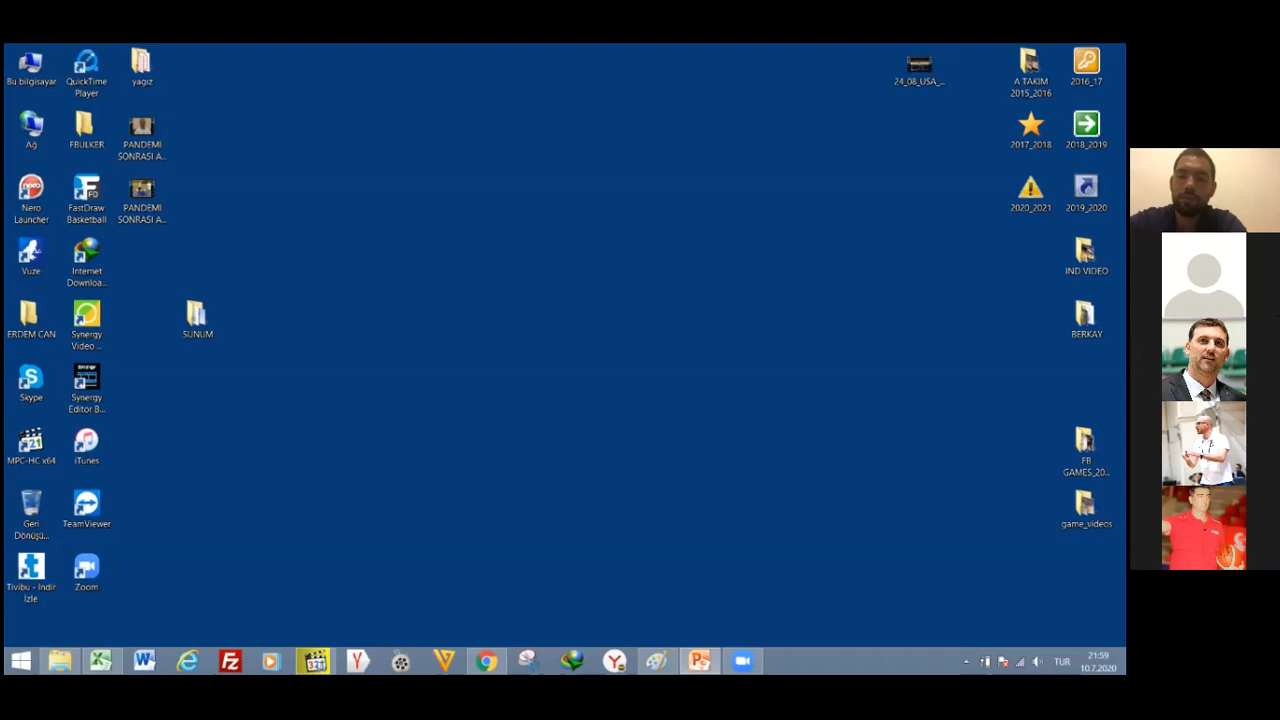 Bu bilgisayar
QuickTime
Player
yagız
Ağ
FBULKER
PANDEMİ
SONRASI A...
Nero
Launcher
FastDraw
Basketball
PANDEMİ
SONRASI A...
Vuze
Internet
Downloa...
ERDEM CAN
Synergy
Video ...
SUNUM
Skype
Synergy
Editor B...
MPC-HC x64
iTunes
Geri
Dönüşü...
TeamViewer
Tivibu - İndir
İzle
Zoom
24_08_USA_...
A TAKIM
2015_2016
2016_17
2017_2018
2018_2019
2020_2021
2019_2020
IND VIDEO
BERKAY
FB
GAMES_20...
game_videos
TUR
21:59
10.7.2020